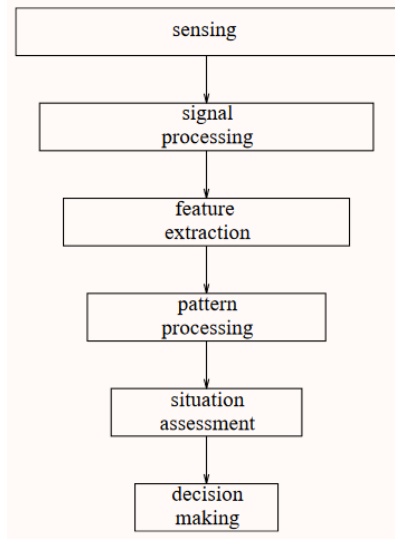 sensing
signal
processing
feature
extraction
pattern
processing
situation
assessment
decision
making